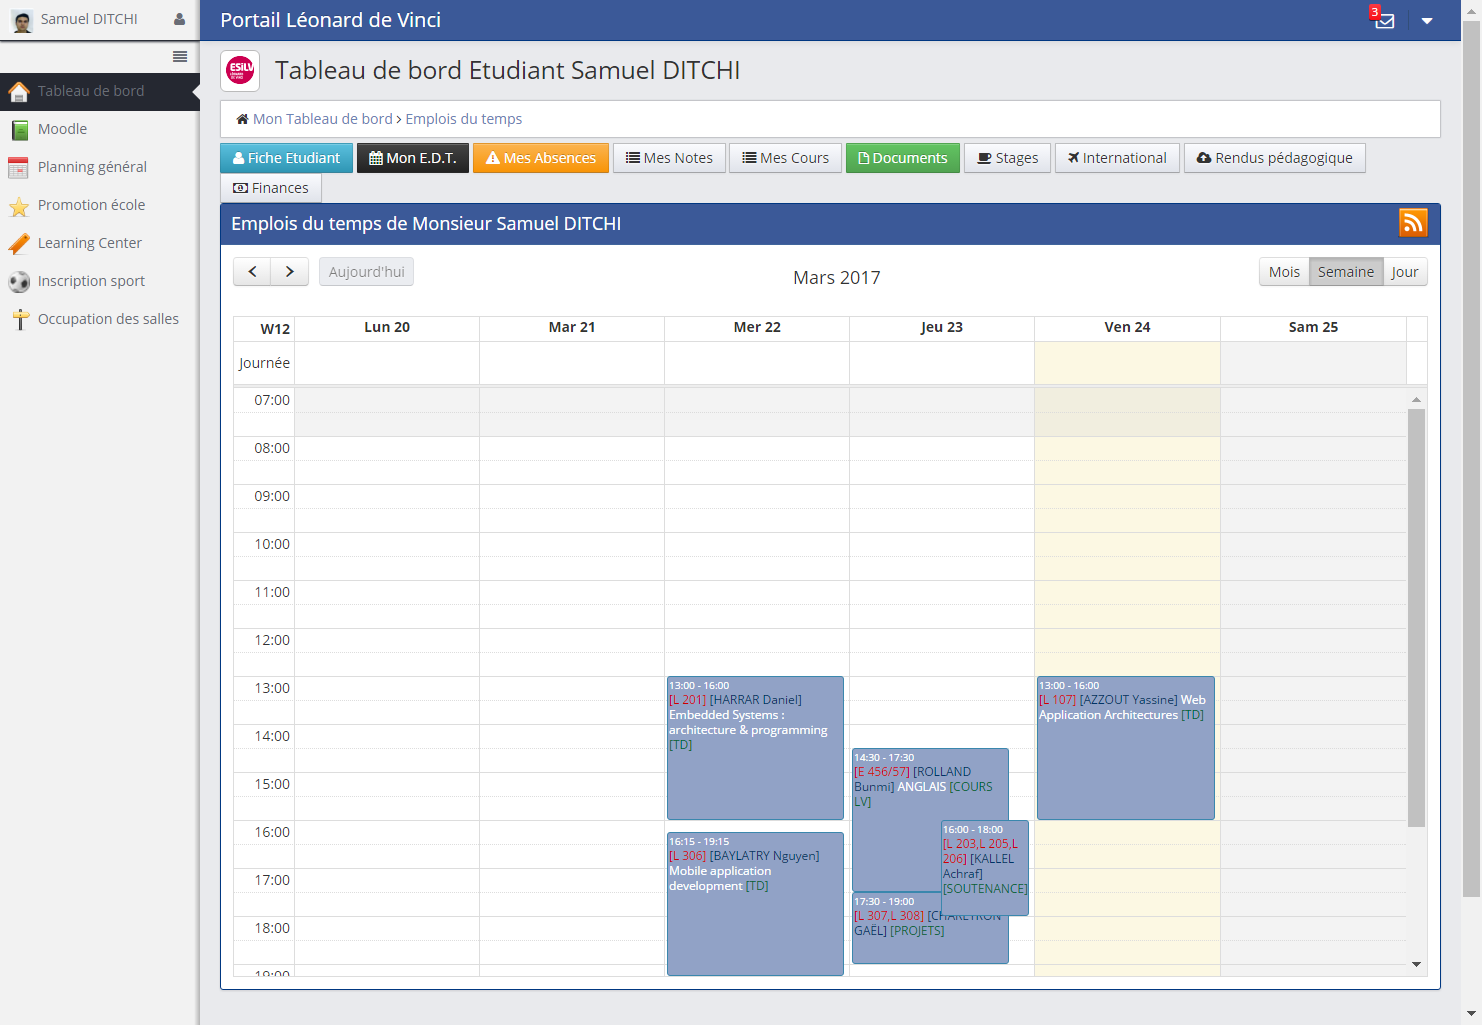 Samuel DITCHI
Portail Léonard de Vinci
3
Tableau de bord
Moodle
Planning général
Promotion école
Learning Center
Inscription sport
Occupation des salles
ESILV
LÉONARD
DE VINCI
Tableau de bord Etudiant Samuel DITCHI
Mon Tableau de bord › Emplois du temps
Fiche Etudiant Mon E.D.T. Mes Absences Mes Notes Mes Cours Documents Stages International Rendus pédagogique
Finances
Emplois du temps de Monsieur Samuel DITCHI
Aujourd'hui Mars 2017 Mois Semaine Jour
W12 Lun 20 Mar 21 Mer 22 Jeu 23 Ven 24 Sam 25
Journée
07:00
08:00
09:00
10:00
11:00
12:00
13:00
14:00
15:00
16:00
17:00
18:00
19:00
13:00 - 16:00
[L 201] [HARRAR Daniel]
Embedded Systems :
architecture & programming
[TD]
16:15 - 19:15
[L 306] [BAYLATRY Nguyen]
Mobile application
development [TD]
14:30 - 17:30
[E 456/57] [ROLLAND
Bunmi] ANGLAIS [COURS
LV]
16:00 - 18:00
[L 203,L 205,L
206] [KALLEL
Achraf]
[SOUTENANCE]
17:30 - 19:00
[L 307,L 308] [CHARETRON
GAËL] [PROJETS]
13:00 - 16:00
[L 107] [AZZOUT Yassine] Web
Application Architectures [TD]